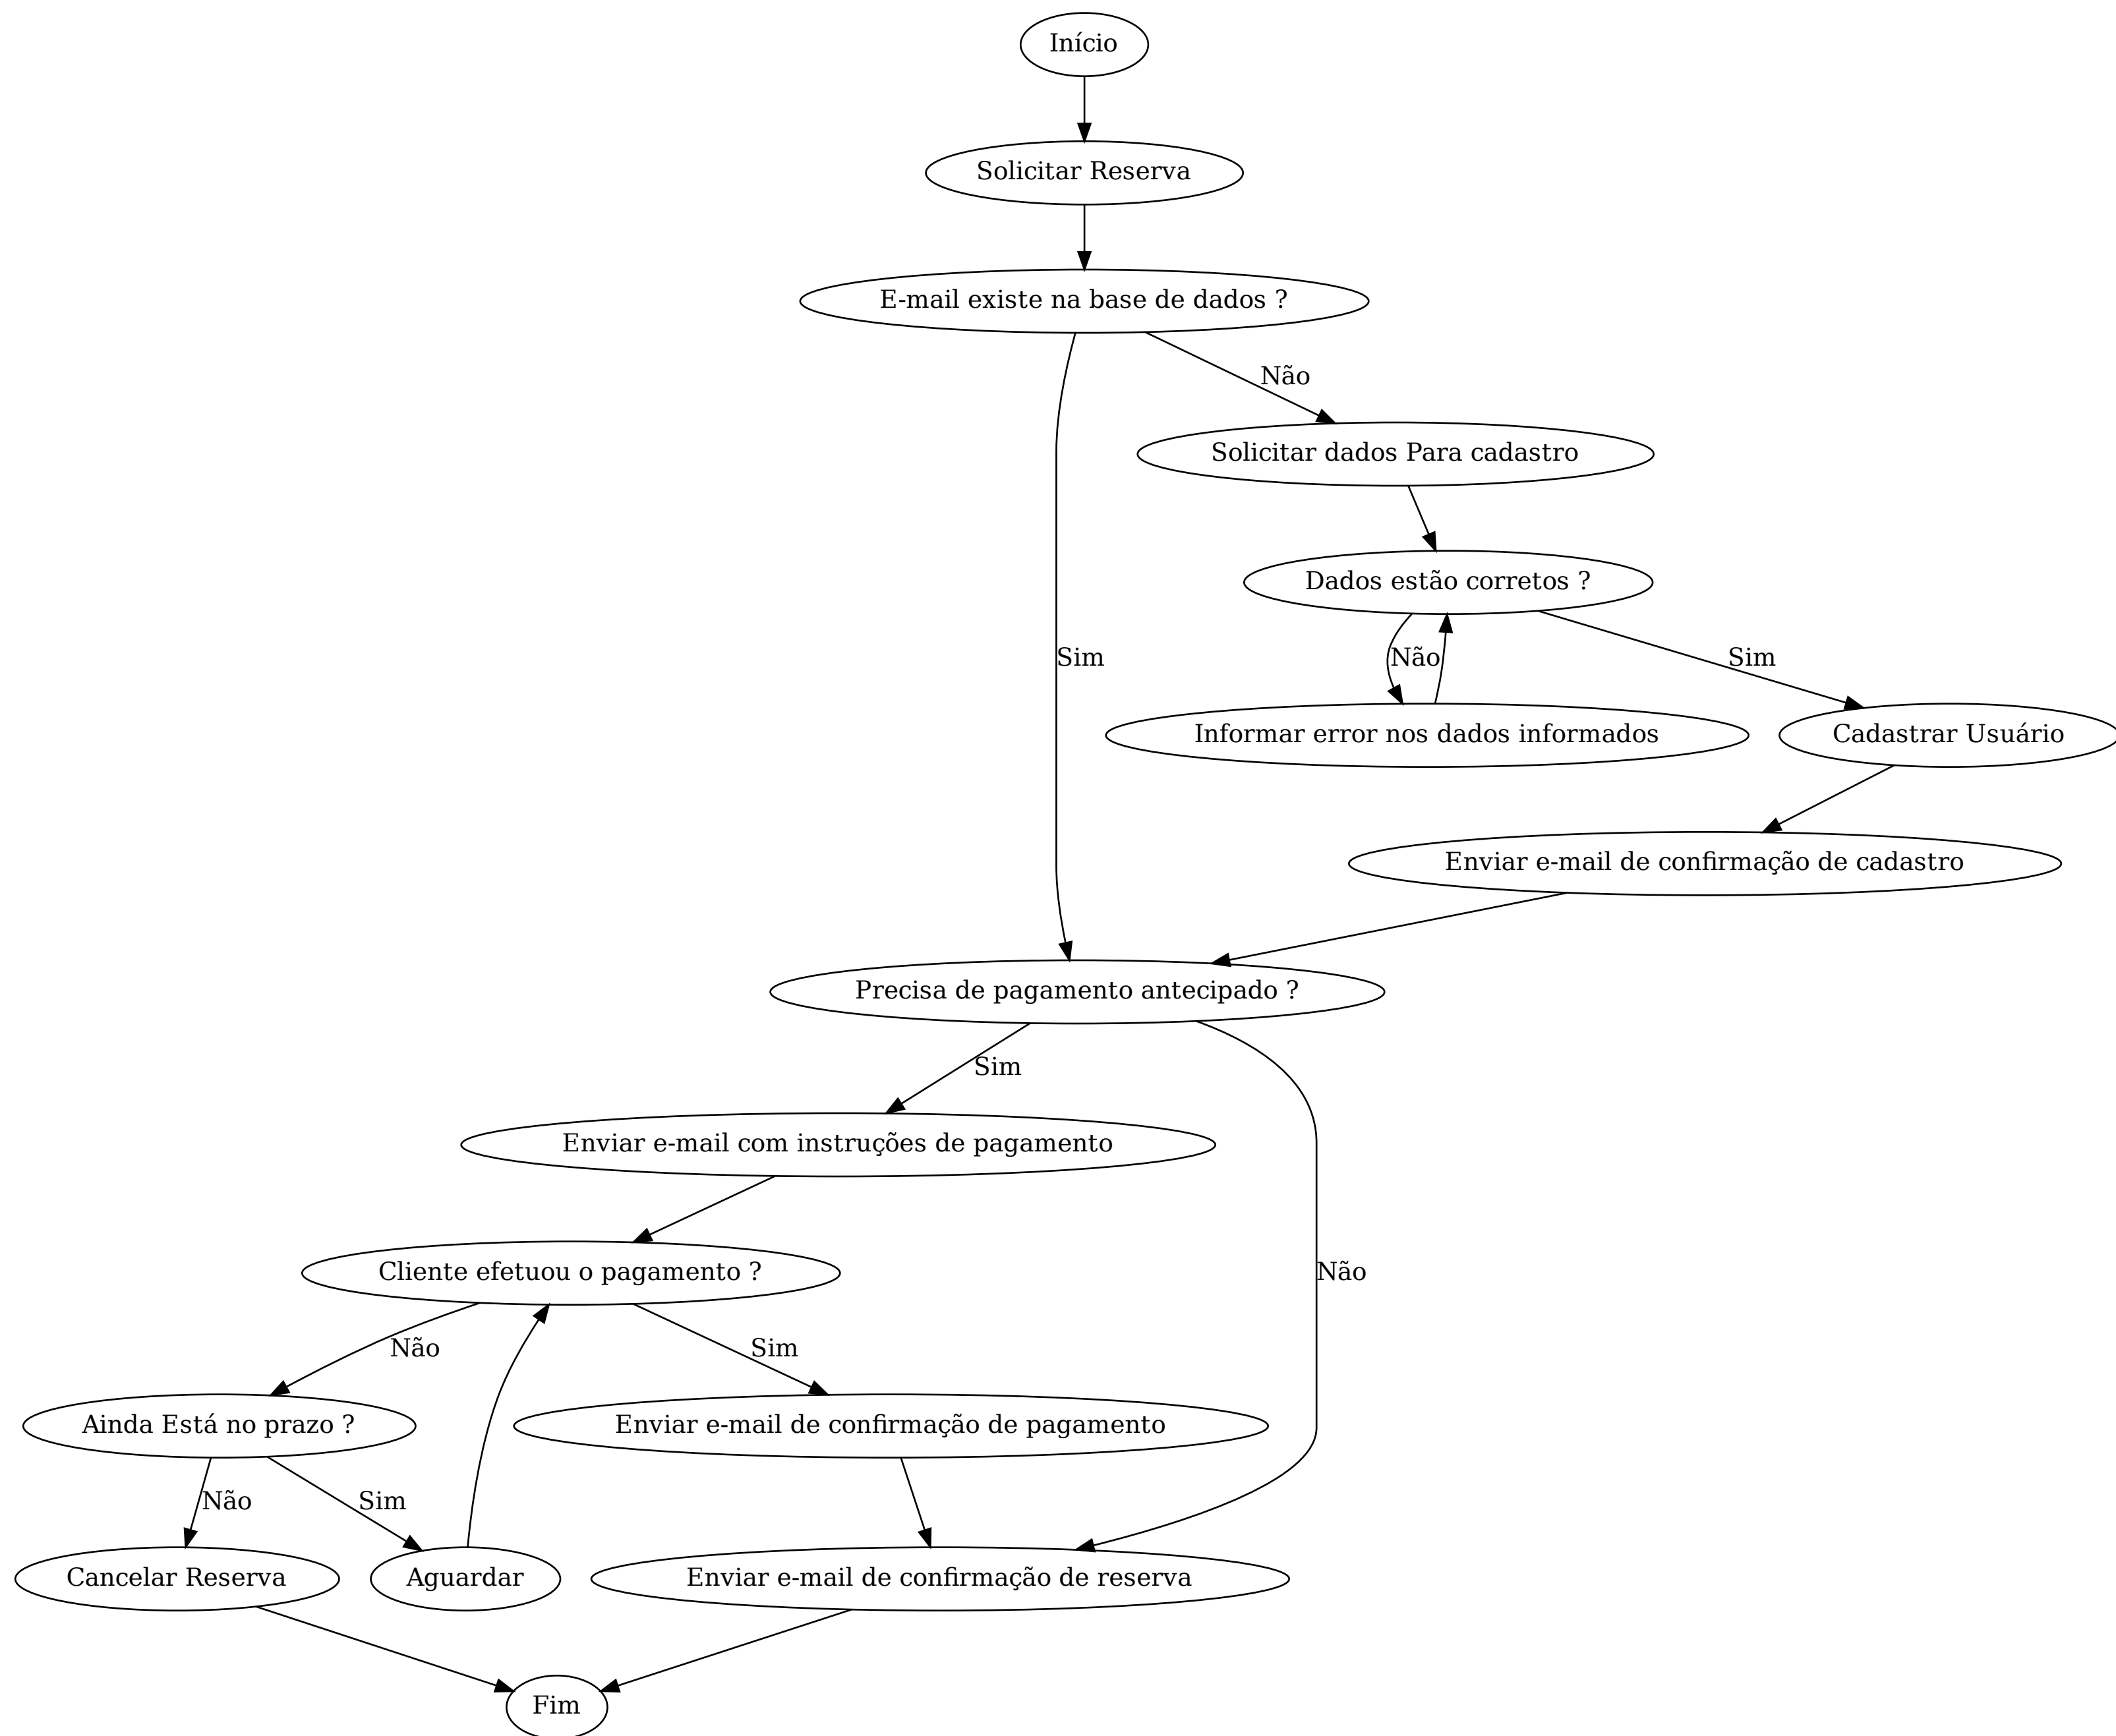 Início
Solicitar Reserva
E-mail existe na base de dados ?
Não
Solicitar dados Para cadastro
Dados estão corretos ?
Sim
Não
Sim
Informar error nos dados informados
Cadastrar Usuário
Enviar e-mail de confirmação de cadastro
Precisa de pagamento antecipado ?
Sim
Enviar e-mail com instruções de pagamento
Cliente efetuou o pagamento ?
Não
Não
Sim
Ainda Está no prazo ?
Enviar e-mail de confirmação de pagamento
Não
Sim
Cancelar Reserva
Aguardar
Enviar e-mail de confirmação de reserva
Fim